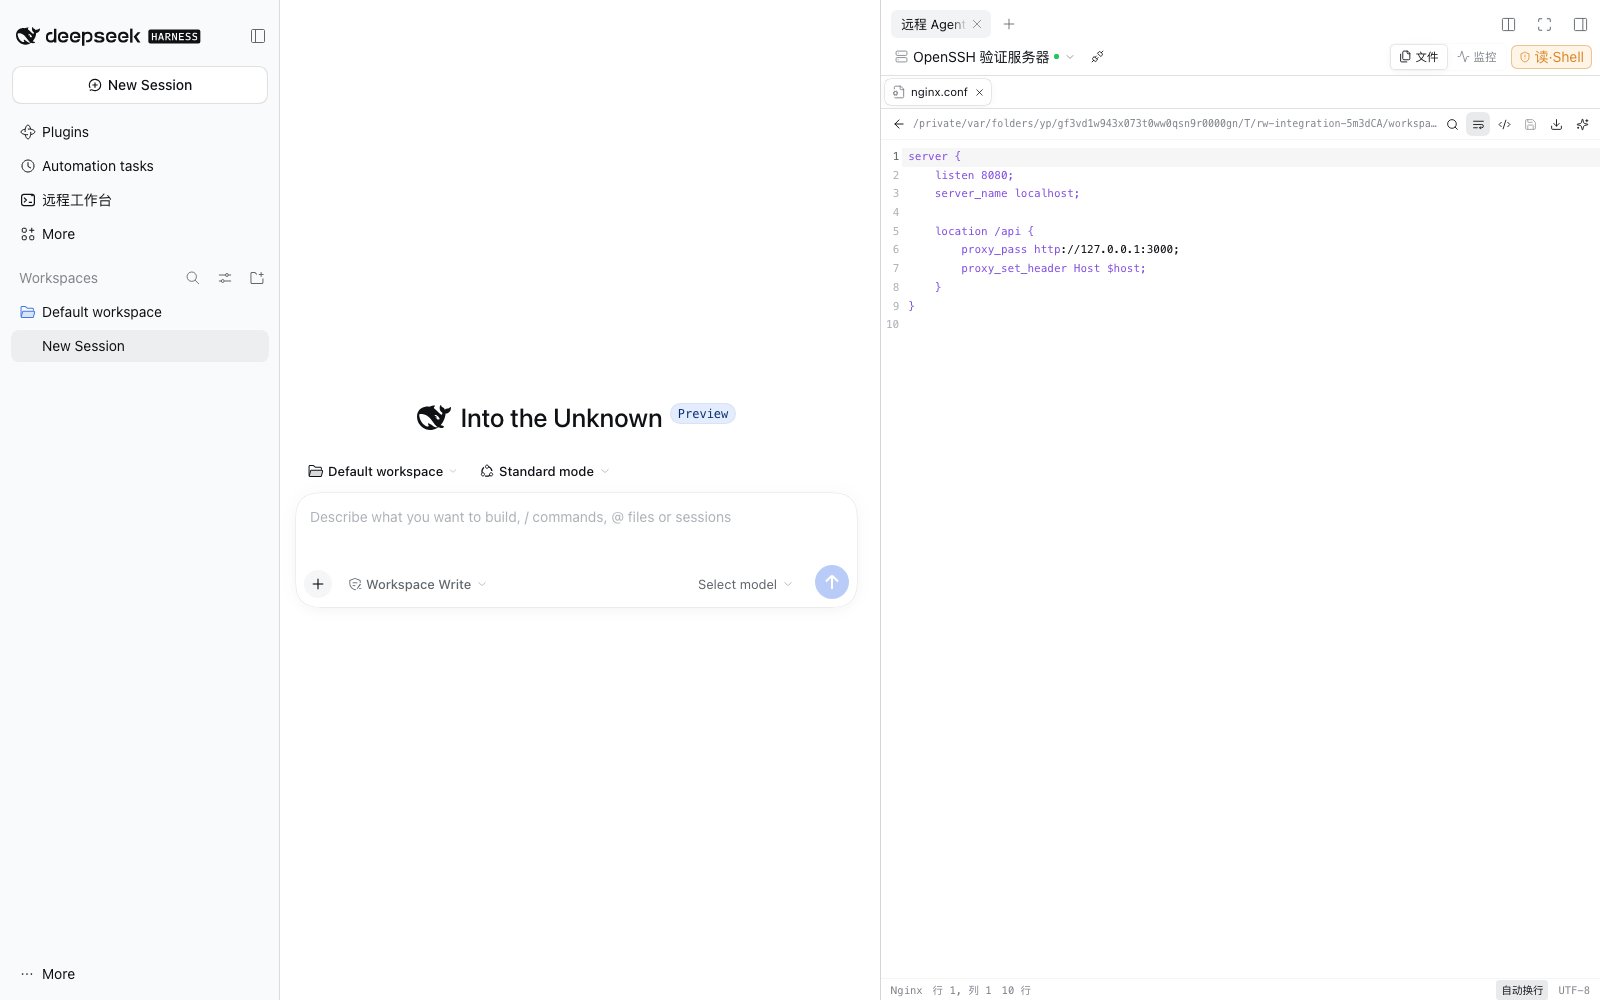 deepseek HARNESS
New Session
Plugins
Automation tasks
远程工作台
More
Workspaces
Default workspace
New Session
More
Into the Unknown Preview
Default workspace Standard mode
Describe what you want to build, / commands, @ files or sessions
Workspace Write Select model
远程 Agent
OpenSSH 验证服务器 文件 监控 读·Shell
nginx.conf
/private/var/folders/yp/gf3vd1w943x073t0ww0qsn9r0000gn/T/rw-integration-5m3dCA/workspa…
1 server {
2     listen 8080;
3     server_name localhost;
4
5     location /api {
6         proxy_pass http://127.0.0.1:3000;
7         proxy_set_header Host $host;
8     }
9 }
10
Nginx 行 1, 列 1 10 行 自动换行 UTF-8